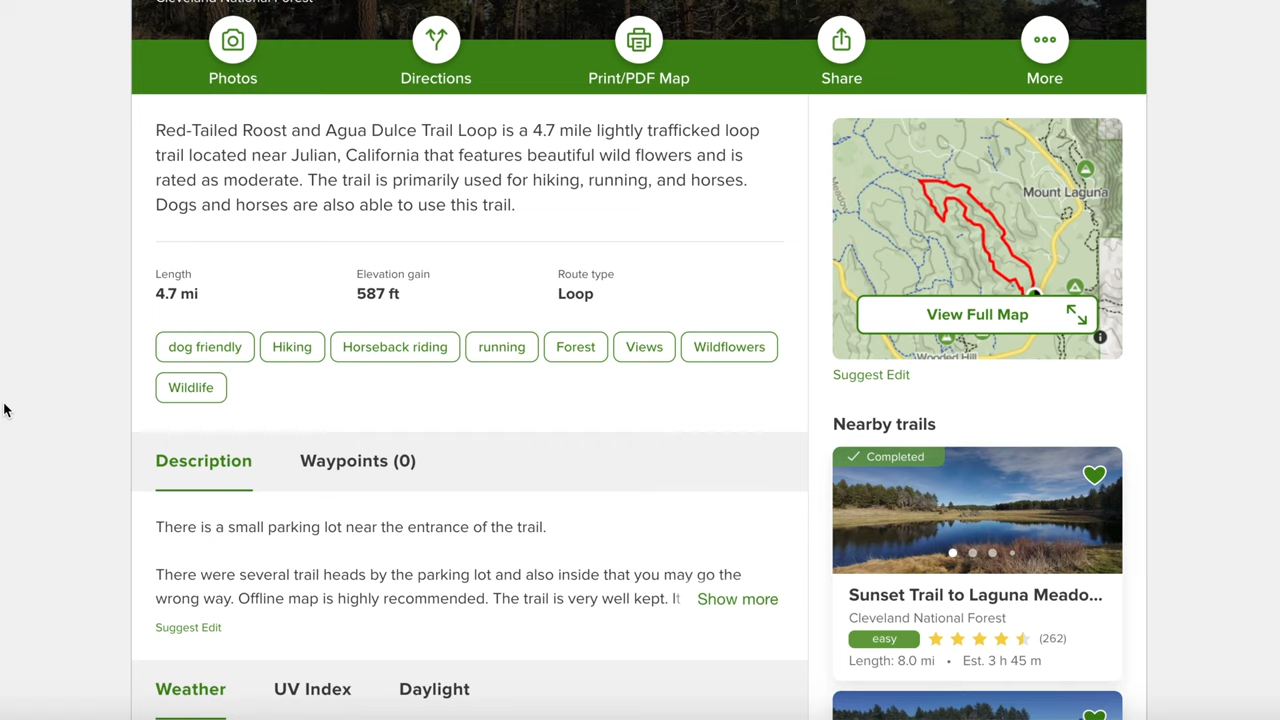 Cleveland National Forest
Photos
Directions
Print/PDF Map
Share
More
Red-Tailed Roost and Agua Dulce Trail Loop is a 4.7 mile lightly trafficked loop
trail located near Julian, California that features beautiful wild flowers and is
rated as moderate. The trail is primarily used for hiking, running, and horses.
Dogs and horses are also able to use this trail.
Length
4.7 mi
Elevation gain
587 ft
Route type
Loop
dog friendly
Hiking
Horseback riding
running
Forest
Views
Wildflowers
Wildlife
Description
Waypoints (0)
There is a small parking lot near the entrance of the trail.
There were several trail heads by the parking lot and also inside that you may go the
wrong way. Offline map is highly recommended. The trail is very well kept. It
Show more
Suggest Edit
Weather
UV Index
Daylight
Meadow
Mount Laguna
View Full Map
Wooded Hill
Suggest Edit
Nearby trails
Completed
Sunset Trail to Laguna Meado...
Cleveland National Forest
easy
(262)
Length: 8.0 mi • Est. 3 h 45 m